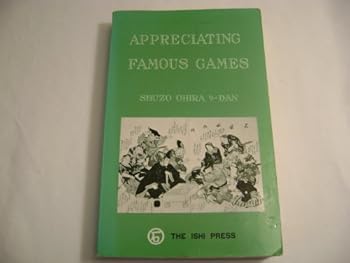 APPRECIATING
FAMOUS GAMES
SHUZO OHIRA 9-DAN
THE ISHI PRESS